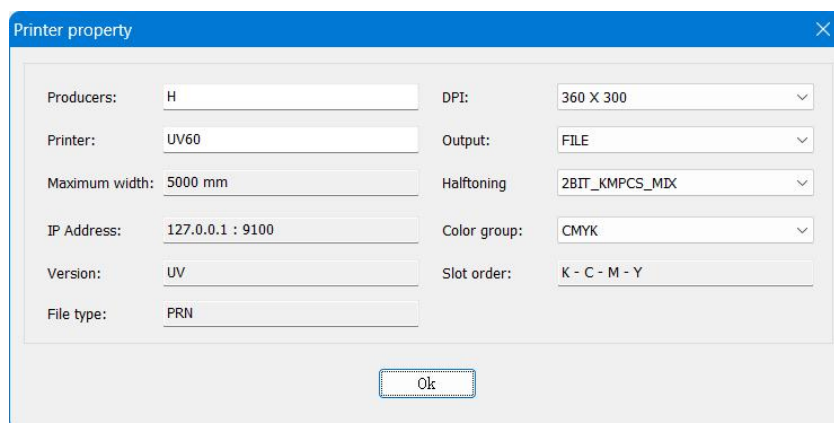 Printer property
Producers: H DPI: 360 X 300
Printer: UV60 Output: FILE
Maximum width: 5000 mm Halftoning 2BIT_KMPCS_MIX
IP Address: 127.0.0.1 : 9100 Color group: CMYK
Version: UV Slot order: K - C - M - Y
File type: PRN
Ok